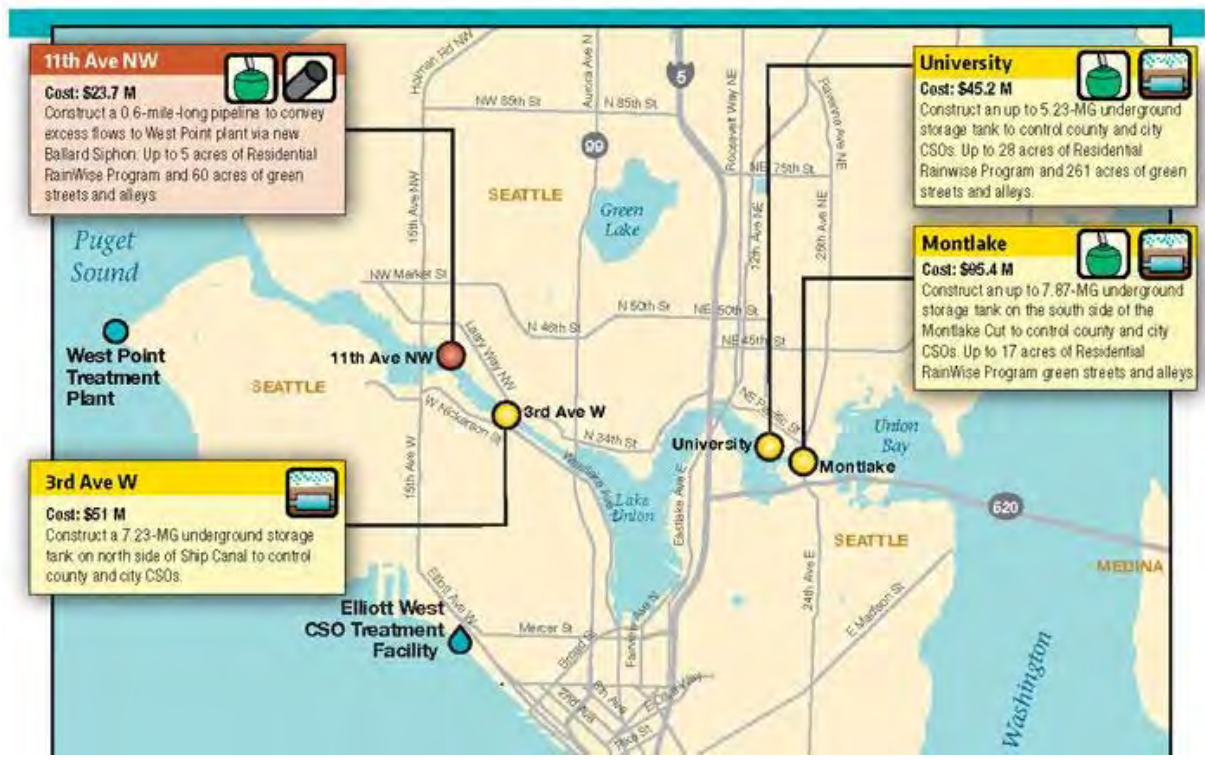 11th Ave NW
Cost: $23.7 M
Construct a 0.6-mile-long pipeline to convey
excess flows to West Point plant via new
Ballard Siphon. Up to 5 acres of Residential
RainWise Program and 60 acres of green
streets and alleys.
University
Cost: $45.2 M
Construct an up to 5.23-MG underground
storage tank to control county and city
CSOs. Up to 28 acres of Residential
Rainwise Program and 261 acres of green
streets and alleys.
Montlake
Cost: $95.4 M
Construct an up to 7.87-MG underground
storage tank on the south side of the
Montlake Cut to control county and city
CSOs. Up to 17 acres of Residential
RainWise Program green streets and alleys.
3rd Ave W
Cost: $51 M
Construct a 7.23-MG underground storage
tank on north side of Ship Canal to control
county and city CSOs.
Holman Rd NW
Aurora Ave N
5
Roosevelt Way NE
Ravenna Ave NE
NW 85th St
N 85th St
99
NE 75th St
15th Ave NW
SEATTLE
Green
Lake
12th Ave NE
25th Ave NE
Puget
Sound
NW Market St
N 50th St
NE 50th St
N 46th St
NE 45th St
Leary Way NW
West Point
Treatment
Plant
11th Ave NW
SEATTLE
W Nickerson St
3rd Ave W
N 34th St
NE Pacific St
Union
Bay
University
Montlake
15th Ave W
Westlake Ave N
Lake
Union
Eastlake Ave E
520
SEATTLE
MEDINA
24th Ave E
E Madison St
Elliott Ave W
Elliott West
CSO Treatment
Facility
Mercer St
Broad St
Fairview Ave N
7th Ave
2nd Ave
E Olive Way
Pike St
Washington